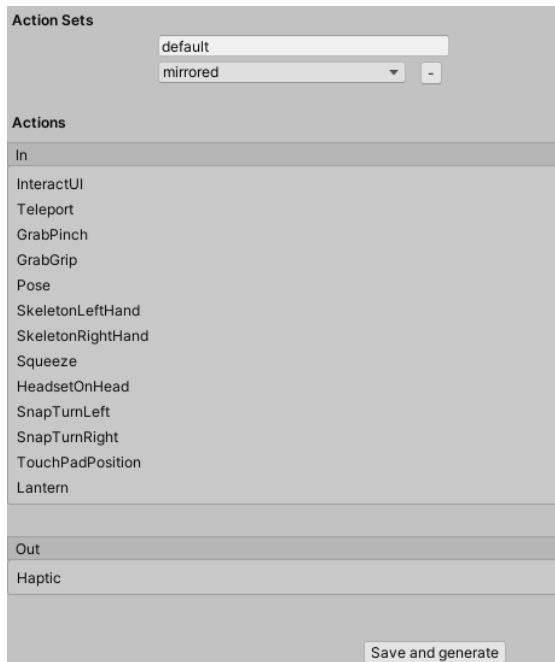 Action Sets
default
mirrored
-
Actions
In
InteractUI
Teleport
GrabPinch
GrabGrip
Pose
SkeletonLeftHand
SkeletonRightHand
Squeeze
HeadsetOnHead
SnapTurnLeft
SnapTurnRight
TouchPadPosition
Lantern
Out
Haptic
Save and generate